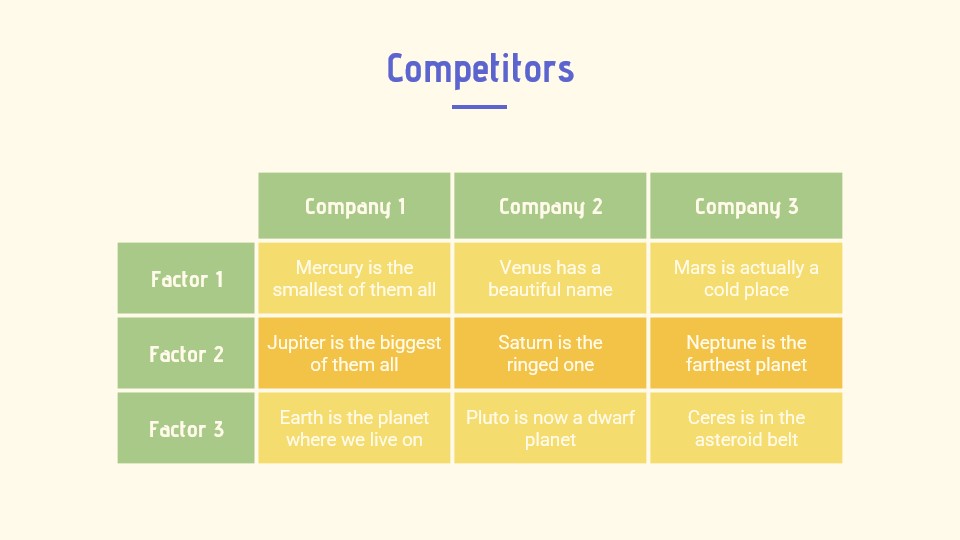 Competitors
Company 1
Company 2
Company 3
Factor 1
Mercury is the
smallest of them all
Venus has a
beautiful name
Mars is actually a
cold place
Factor 2
Jupiter is the biggest
of them all
Saturn is the
ringed one
Neptune is the
farthest planet
Factor 3
Earth is the planet
where we live on
Pluto is now a dwarf
planet
Ceres is in the
asteroid belt